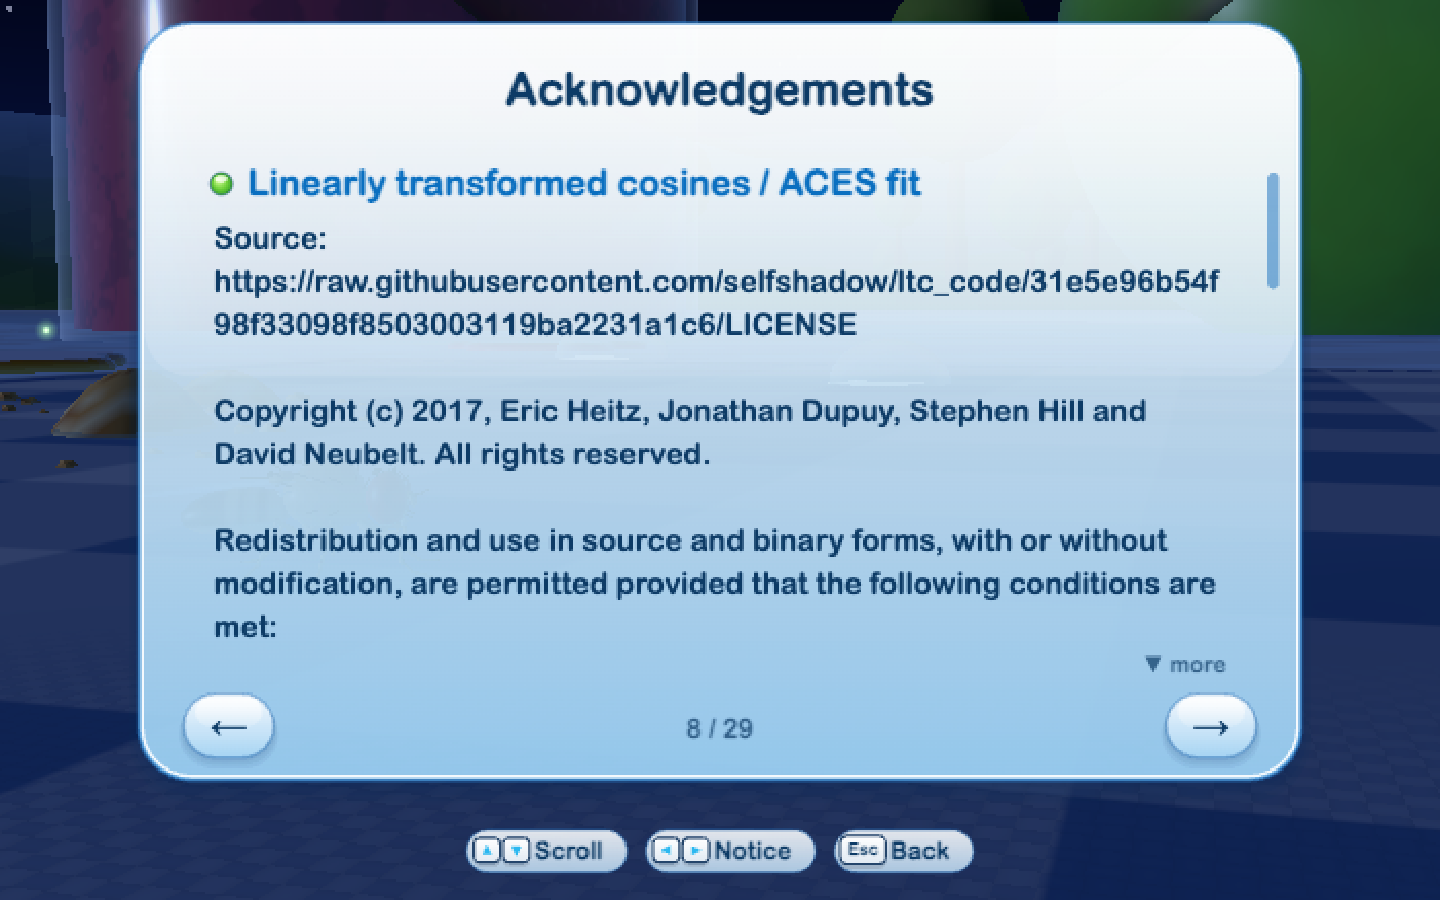 Acknowledgements
Linearly transformed cosines / ACES fit
Source:
https://raw.githubusercontent.com/selfshadow/ltc_code/31e5e96b54f
98f33098f8503003119ba2231a1c6/LICENSE
Copyright (c) 2017, Eric Heitz, Jonathan Dupuy, Stephen Hill and
David Neubelt. All rights reserved.
Redistribution and use in source and binary forms, with or without
modification, are permitted provided that the following conditions are
met:
▼ more
← 8 / 29 →
▲ ▼ Scroll ◄ ► Notice Esc Back